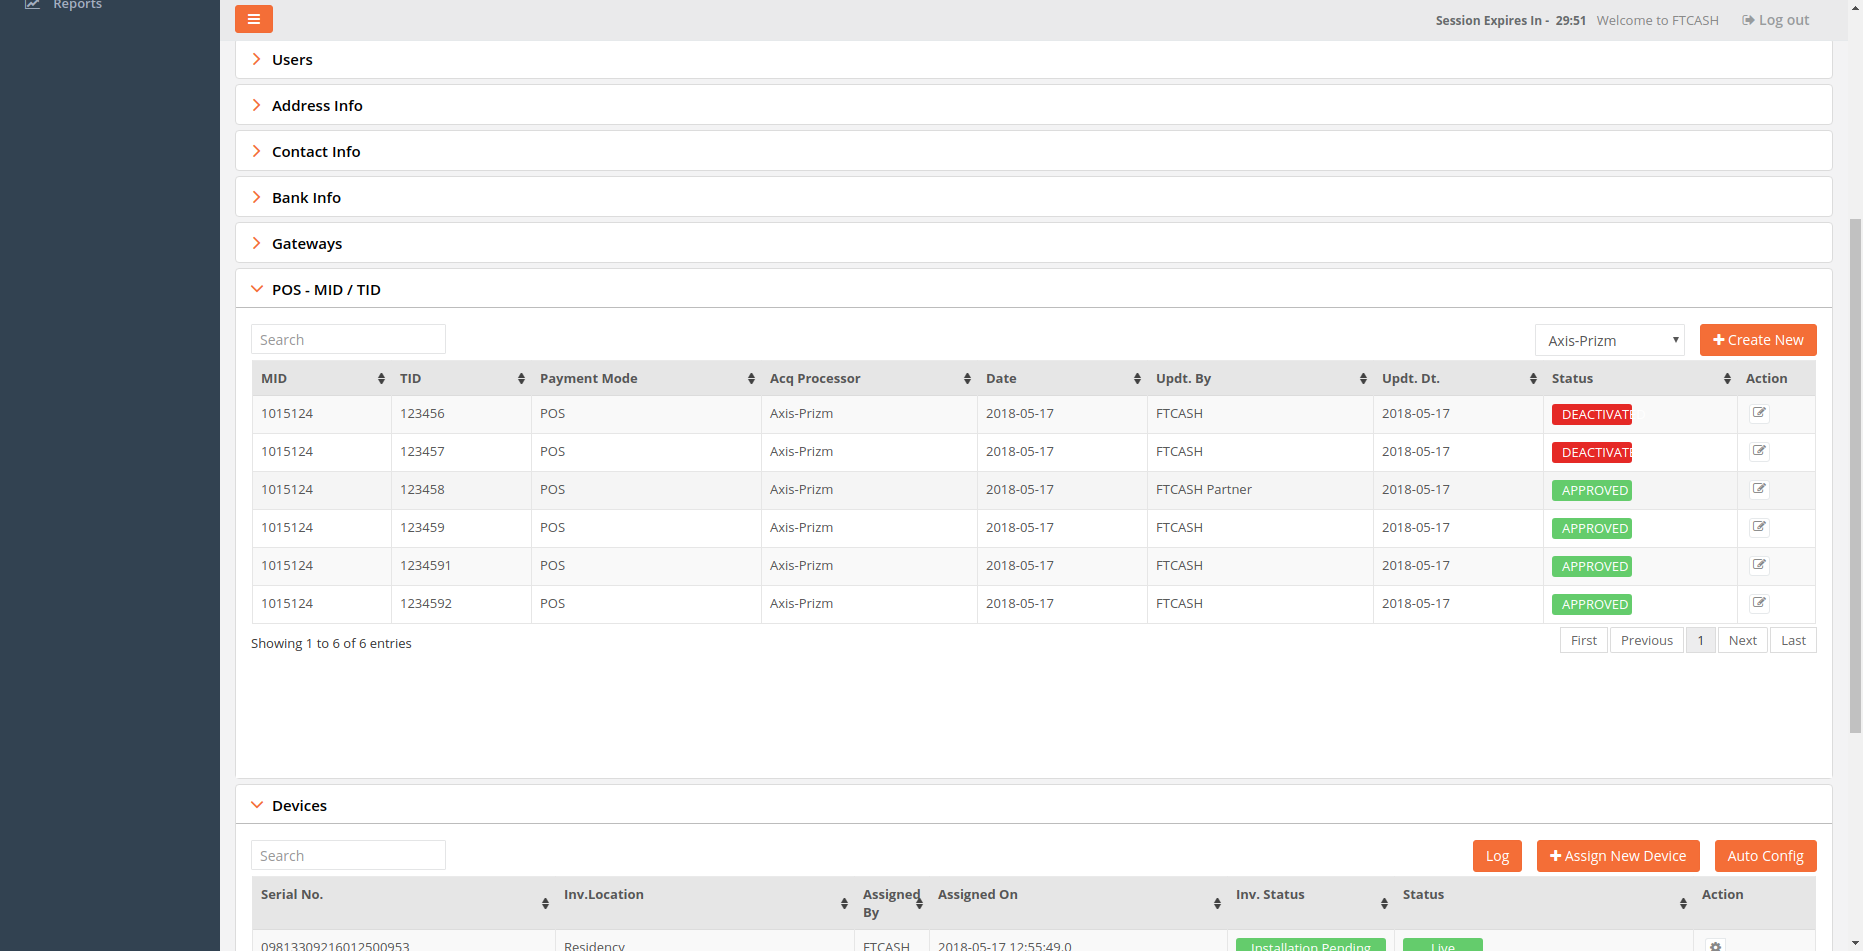 Reports
Session Expires In - 29:51 Welcome to FTCASH Log out
Users
Address Info
Contact Info
Bank Info
Gateways
POS - MID / TID
Search Axis-Prizm Create New
MID TID Payment Mode Acq Processor Date Updt. By Updt. Dt. Status Action
1015124 123456 POS Axis-Prizm 2018-05-17 FTCASH 2018-05-17 DEACTIVATE
1015124 123457 POS Axis-Prizm 2018-05-17 FTCASH 2018-05-17 DEACTIVATE
1015124 123458 POS Axis-Prizm 2018-05-17 FTCASH Partner 2018-05-17 APPROVED
1015124 123459 POS Axis-Prizm 2018-05-17 FTCASH 2018-05-17 APPROVED
1015124 1234591 POS Axis-Prizm 2018-05-17 FTCASH 2018-05-17 APPROVED
1015124 1234592 POS Axis-Prizm 2018-05-17 FTCASH 2018-05-17 APPROVED
Showing 1 to 6 of 6 entries First Previous 1 Next Last
Devices
Search Log Assign New Device Auto Config
Serial No. Inv.Location Assigned By Assigned On Inv. Status Status Action
09813309216012500953 Residency FTCASH 2018-05-17 12:55:49.0 Installation Pending Live